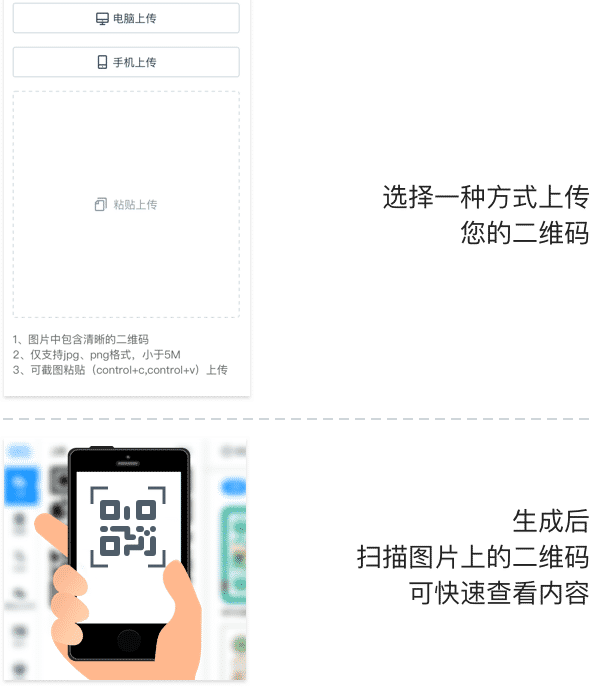 电脑上传
手机上传
粘贴上传
1、图片中包含清晰的二维码
2、仅支持jpg、png格式，小于5M
3、可截图粘贴（control+c,control+v）上传
选择一种方式上传
您的二维码
生成后
扫描图片上的二维码
可快速查看内容